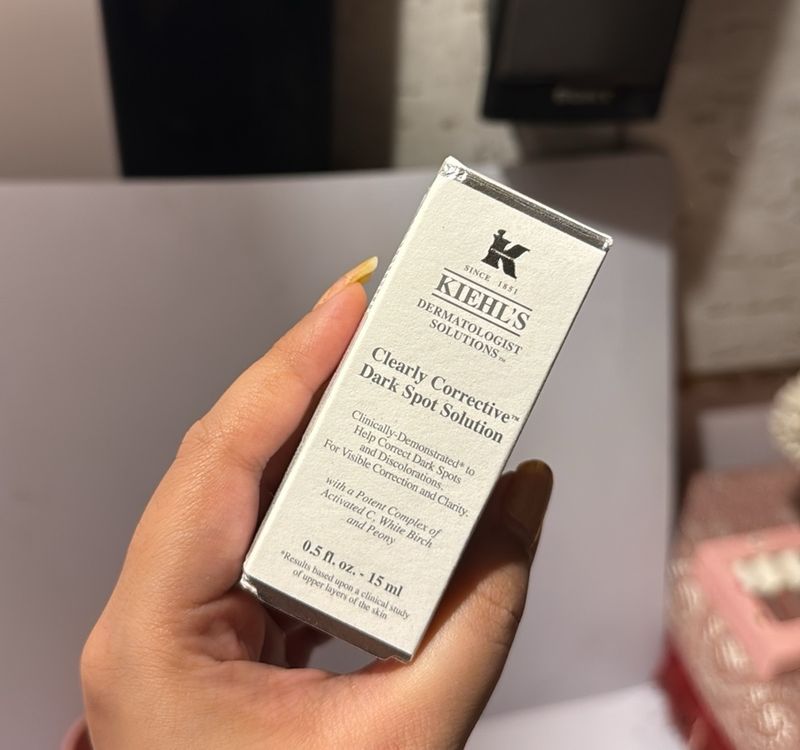 K
SINCE 1851
KIEHL'S
DERMATOLOGIST
SOLUTIONS™
Clearly Corrective™
Dark Spot Solution
Clinically-Demonstrated* to
Help Correct Dark Spots
and Discolorations.
For Visible Correction and Clarity.
with a Potent Complex of
Activated C, White Birch
and Peony
0.5 fl. oz. - 15 ml
*Results based upon a clinical study
of upper layers of the skin